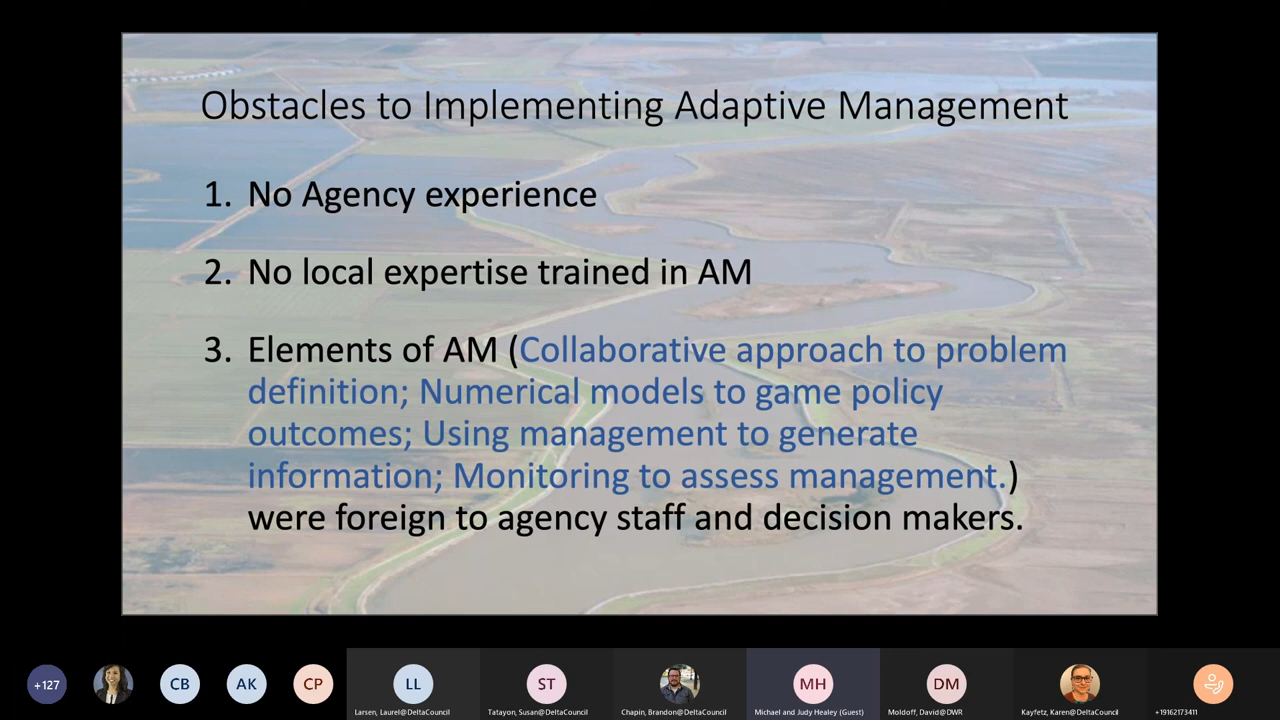 Obstacles to Implementing Adaptive Management
1. No Agency experience
2. No local expertise trained in AM
3. Elements of AM (Collaborative approach to problem
definition; Numerical models to game policy
outcomes; Using management to generate
information; Monitoring to assess management.)
were foreign to agency staff and decision makers.
+127
CB
AK
CP
LL
ST
MH
DM
Larsen, Laurel@DeltaCouncil
Tatayon, Susan@DeltaCouncil
Chapin, Brandon@DeltaCouncil
Michael and Judy Healey (Guest)
Moldoff, David@DWR
Kayfetz, Karen@DeltaCouncil
+19162173411